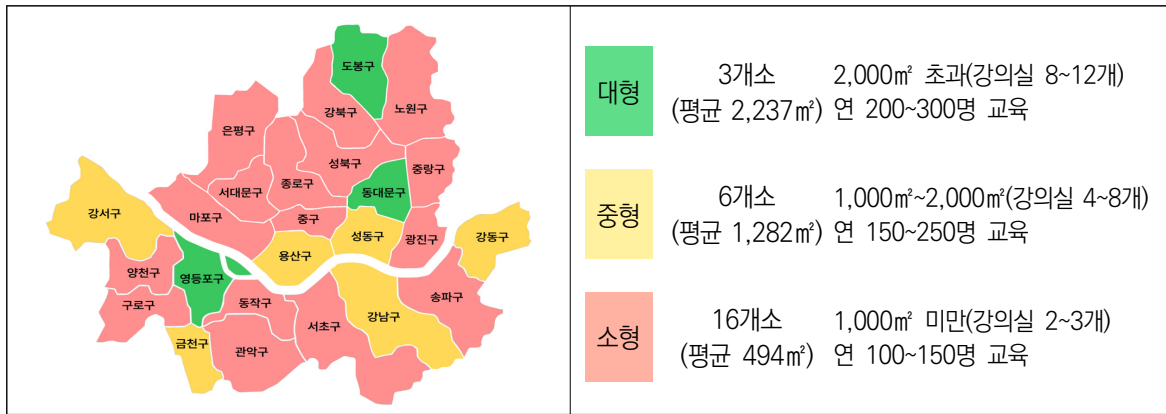 도봉구
노원구
강북구
은평구
성북구
중랑구
종로구
서대문구
동대문구
마포구
중구
강서구
성동구
광진구
강동구
용산구
양천구
영등포구
송파구
구로구
동작구
강남구
서초구
금천구
관악구
대형
3개소 2,000㎡ 초과(강의실 8~12개)
(평균 2,237㎡) 연 200~300명 교육
중형
6개소 1,000㎡~2,000㎡(강의실 4~8개)
(평균 1,282㎡) 연 150~250명 교육
소형
16개소 1,000㎡ 미만(강의실 2~3개)
(평균 494㎡) 연 100~150명 교육